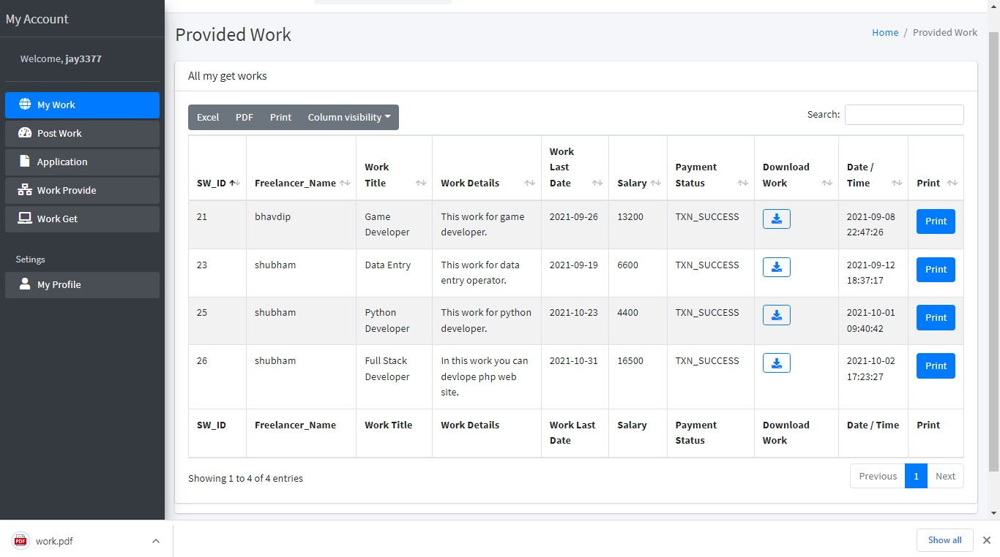 My Account
Welcome, jay3377
My Work
Post Work
Application
Work Provide
Work Get
Setings
My Profile
Provided Work
Home / Provided Work
All my get works
Excel PDF Print Column visibility
Search:
SW_ID Freelancer_Name Work Title Work Details Work Last Date Salary Payment Status Download Work Date / Time Print
21 bhavdip Game Developer This work for game developer. 2021-09-26 13200 TXN_SUCCESS 2021-09-08 22:47:26 Print
23 shubham Data Entry This work for data entry operator. 2021-09-19 6600 TXN_SUCCESS 2021-09-12 18:37:17 Print
25 shubham Python Developer This work for python developer. 2021-10-23 4400 TXN_SUCCESS 2021-10-01 09:40:42 Print
26 shubham Full Stack Developer In this work you can devlope php web site. 2021-10-31 16500 TXN_SUCCESS 2021-10-02 17:23:27 Print
SW_ID Freelancer_Name Work Title Work Details Work Last Date Salary Payment Status Download Work Date / Time Print
Showing 1 to 4 of 4 entries
Previous 1 Next
PDF work.pdf
Show all